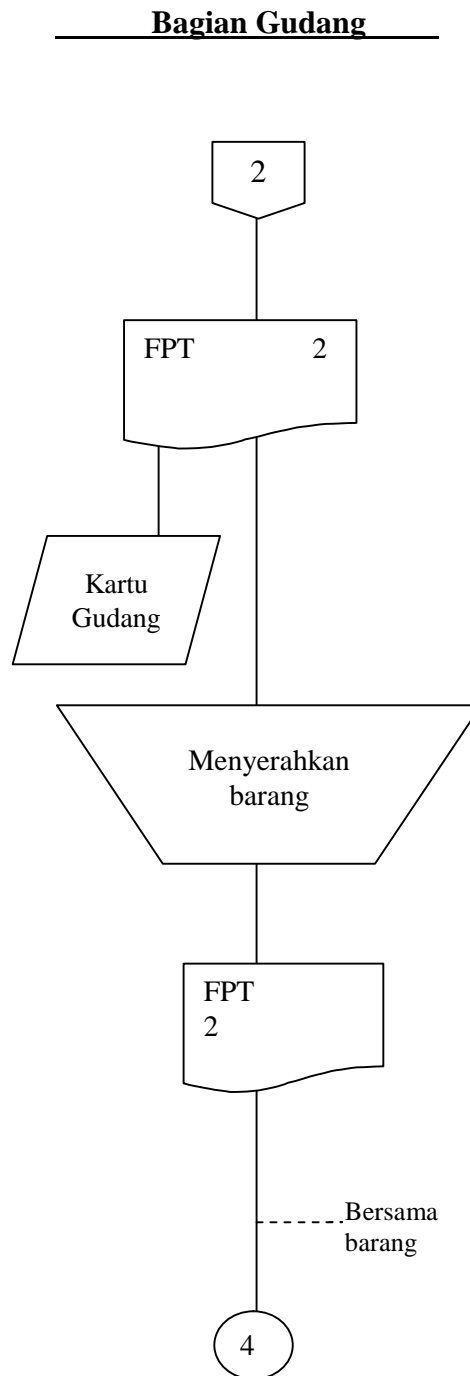 Bagian Gudang
2
FPT 2
Kartu
Gudang
Menyerahkan
barang
FPT
2
Bersama
barang
4